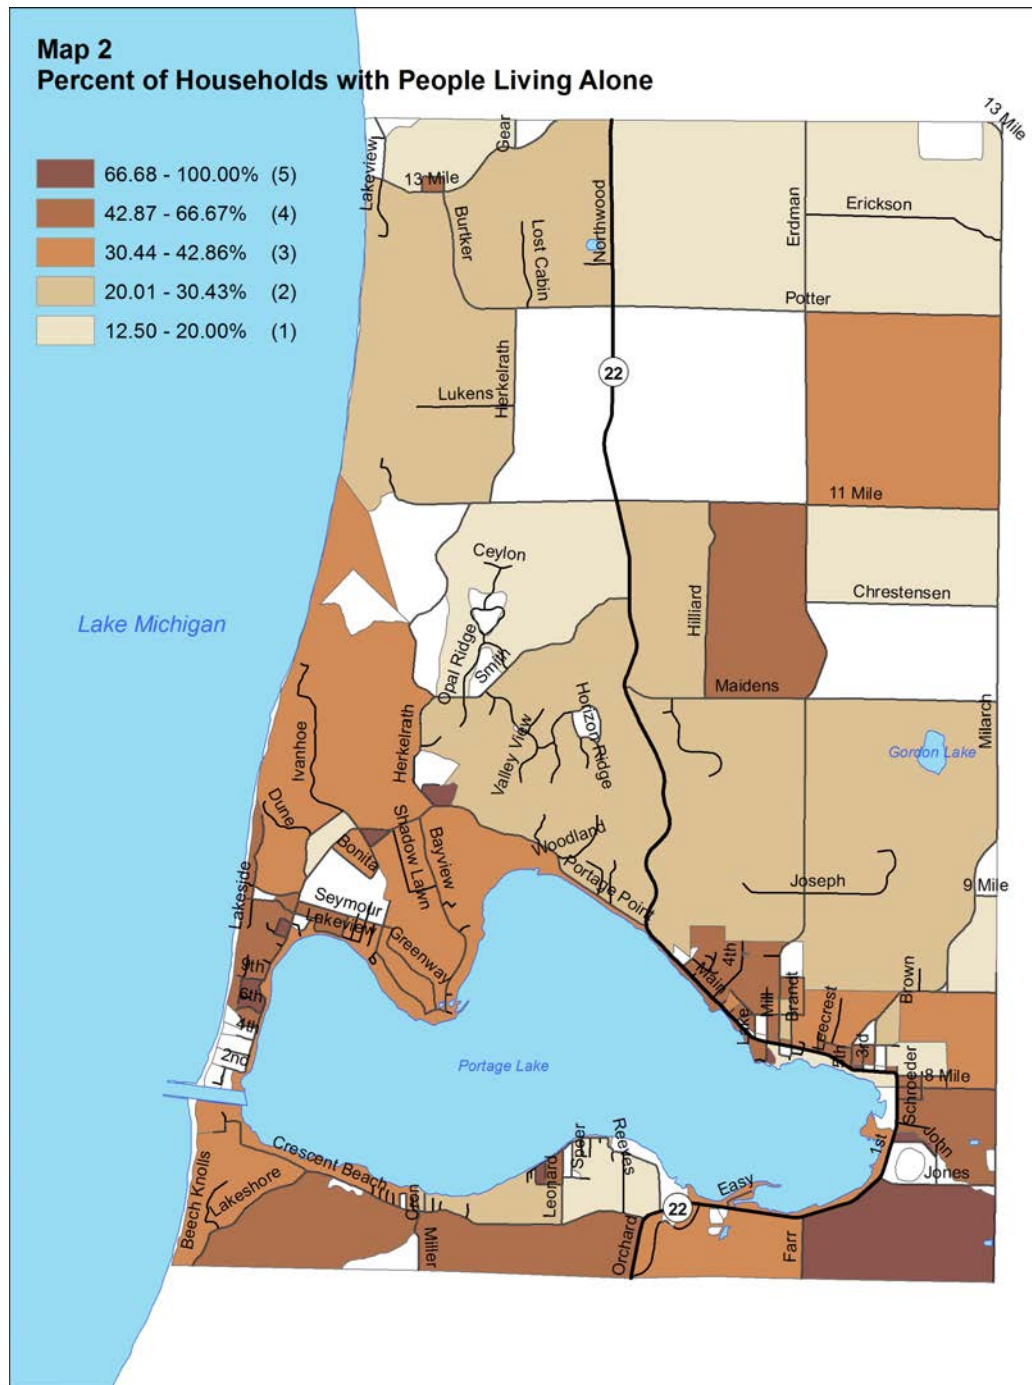 Map 2
Percent of Households with People Living Alone
66.68 - 100.00% (5)
42.87 - 66.67% (4)
30.44 - 42.86% (3)
20.01 - 30.43% (2)
12.50 - 20.00% (1)
13 Mile
Lakeview
Gear
13 Mile
Burtker
Lost Cabin
Northwood
Erdman
Erickson
Potter
22
Herkelrath
Lukens
11 Mile
Ceylon
Chrestensen
Hilliard
Lake Michigan
Opal Ridge
Smith
Maidens
Horizon Ridge
Valley View
Herkelrath
Ivanhoe
Milarch
Gordon Lake
Dune
Shadow Lawn
Bayview
Bonita
Woodland
Portage Point
Joseph
9 Mile
Lakeside
Seymour
Lakeview
Greenway
9th
6th
4th
2nd
Main
4th
Lake
Mill
Brandt
Leecrest
Brown
5th
3rd
Schroeder
8 Mile
Portage Lake
1st
John
Jones
Crescent Beach
Beech Knolls
Lakeshore
Cron
Miller
Leonard
Speer
Reeves
Easy
22
Orchard
Farr